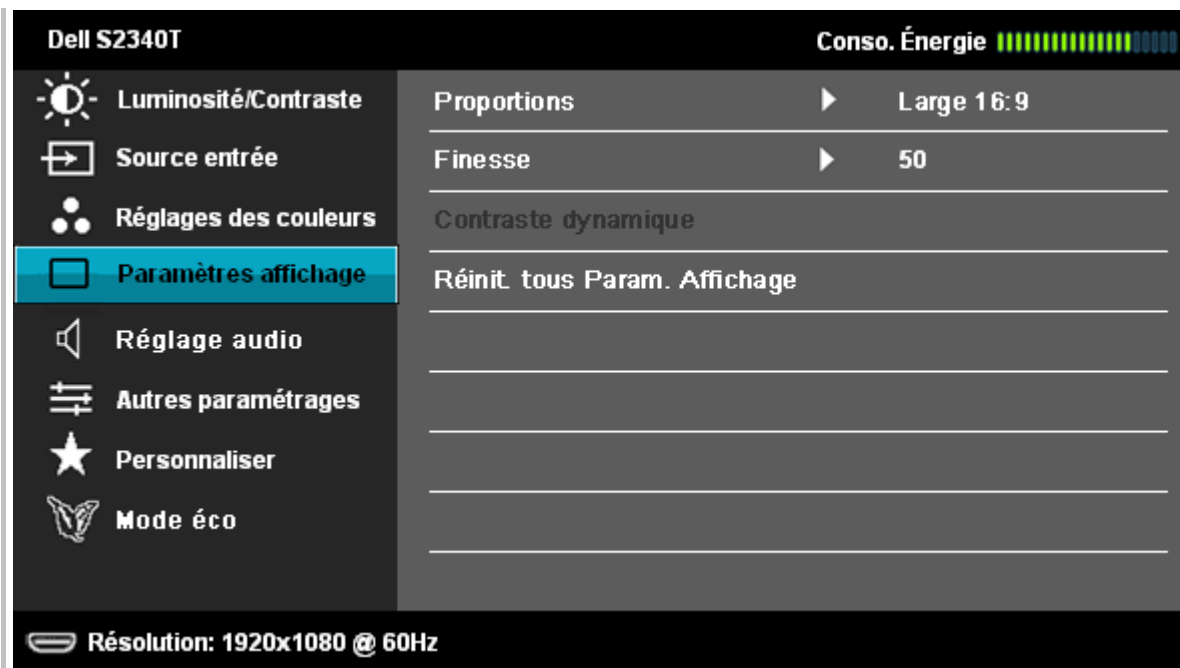 Dell S2340T
Conso. Énergie
Luminosité/Contraste
Source entrée
Réglages des couleurs
Paramètres affichage
Réglage audio
Autres paramétrages
Personnaliser
Mode éco
Proportions Large 16:9
Finesse 50
Contraste dynamique
Réinit. tous Param. Affichage
Résolution: 1920x1080 @ 60Hz